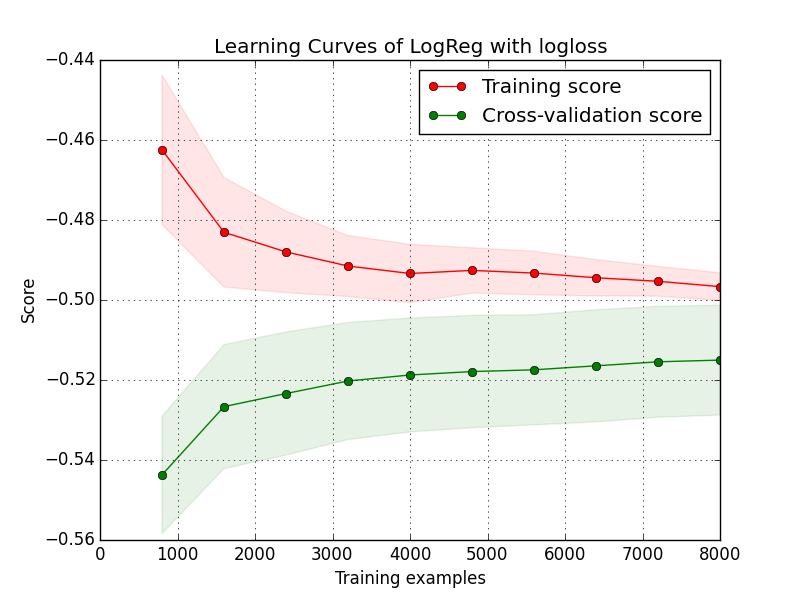 Learning Curves of LogReg with logloss
Training score
Cross-validation score
−0.44
−0.46
−0.48
−0.50
−0.52
−0.54
−0.56
Score
0 1000 2000 3000 4000 5000 6000 7000 8000
Training examples